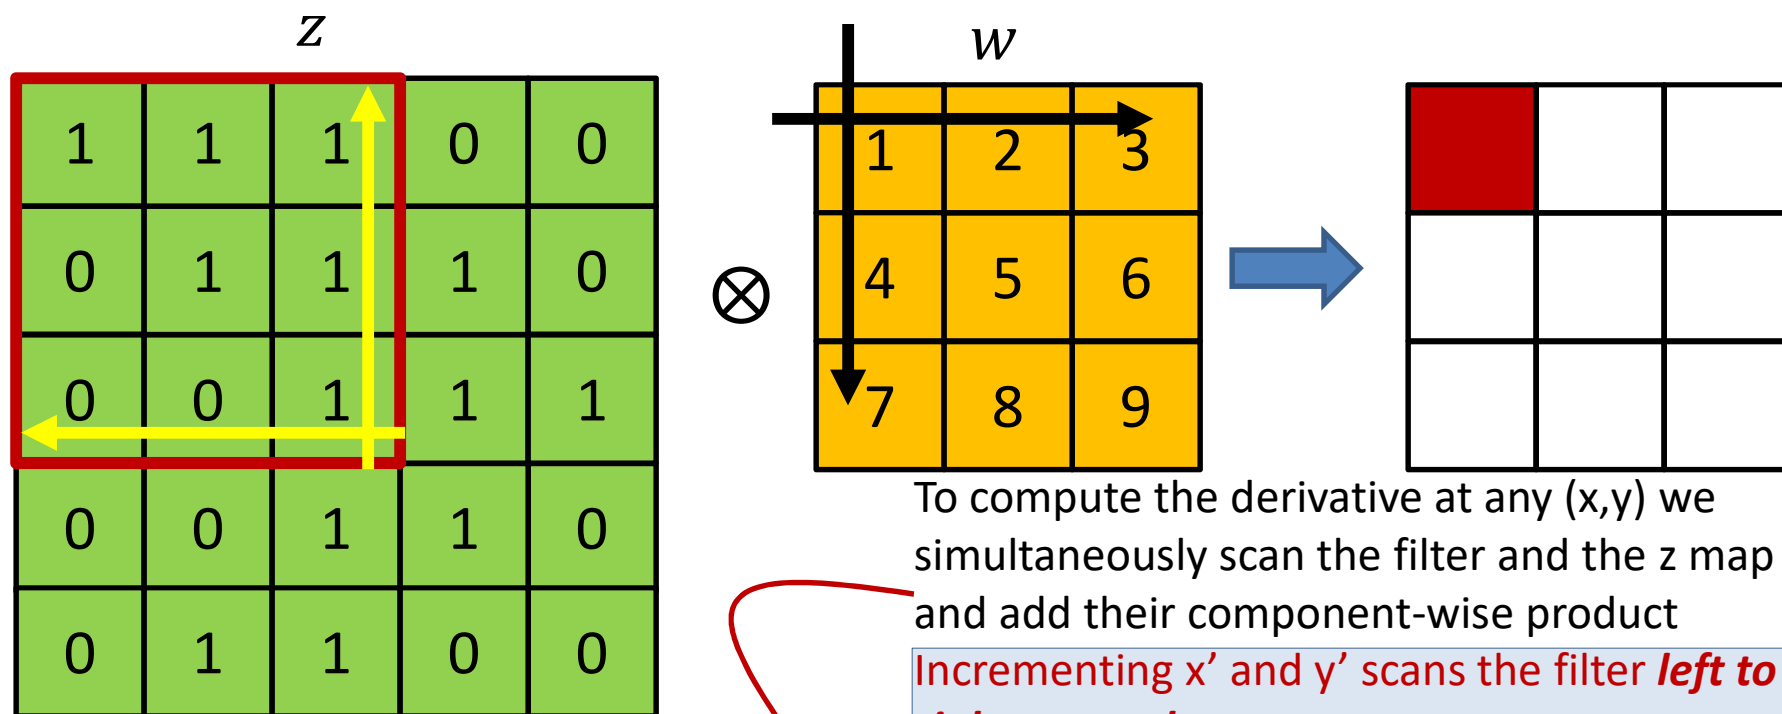 z
w
1 1 1 0 0
0 1 1 1 0
0 0 1 1 1
0 0 1 1 0
0 1 1 0 0
⊗
1 2 3
4 5 6
7 8 9
To compute the derivative at any (x,y) we
simultaneously scan the filter and the z map
and add their component-wise product
Incrementing x’ and y’ scans the filter left to